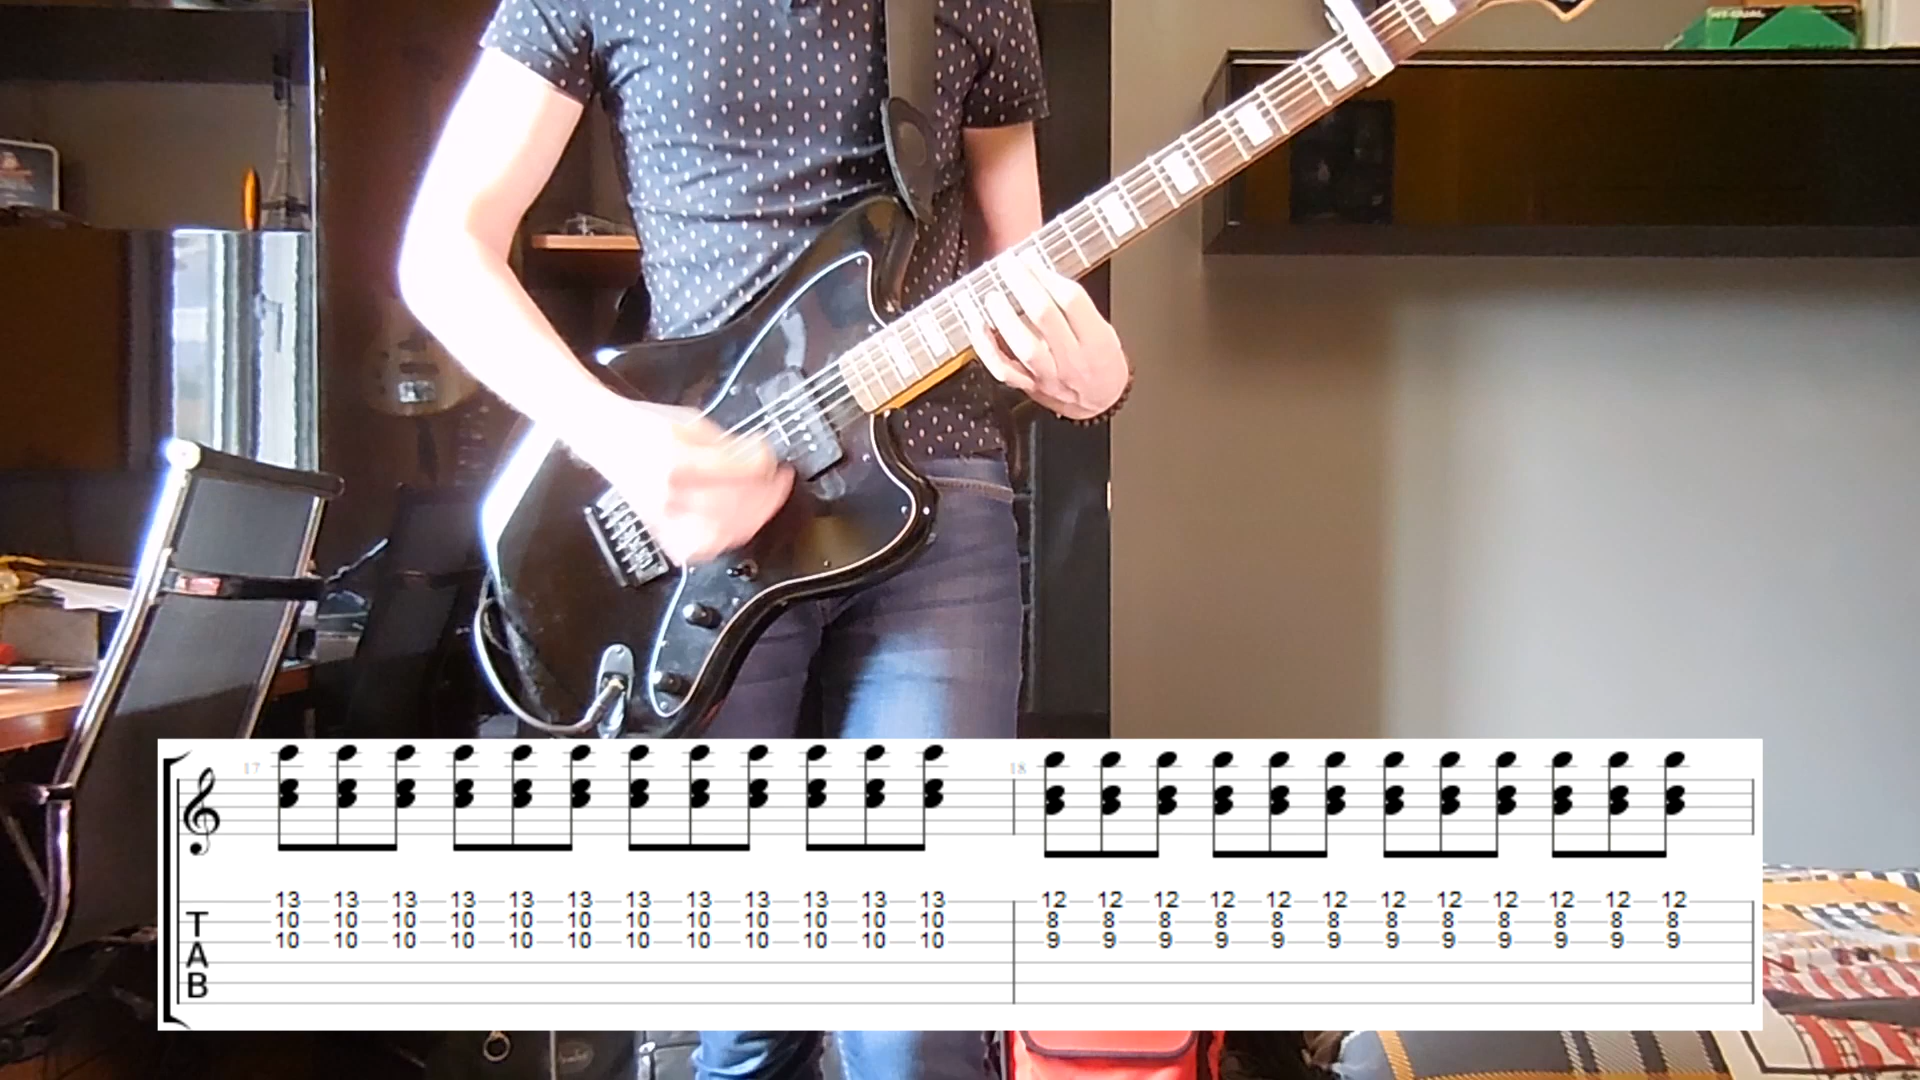 17 18
13 13 13 13 13 13 13 13 13 13 13 13 12 12 12 12 12 12 12 12 12 12 12 12
T 10 10 10 10 10 10 10 10 10 10 10 10 8 8 8 8 8 8 8 8 8 8 8 8
A 10 10 10 10 10 10 10 10 10 10 10 10 9 9 9 9 9 9 9 9 9 9 9 9
B